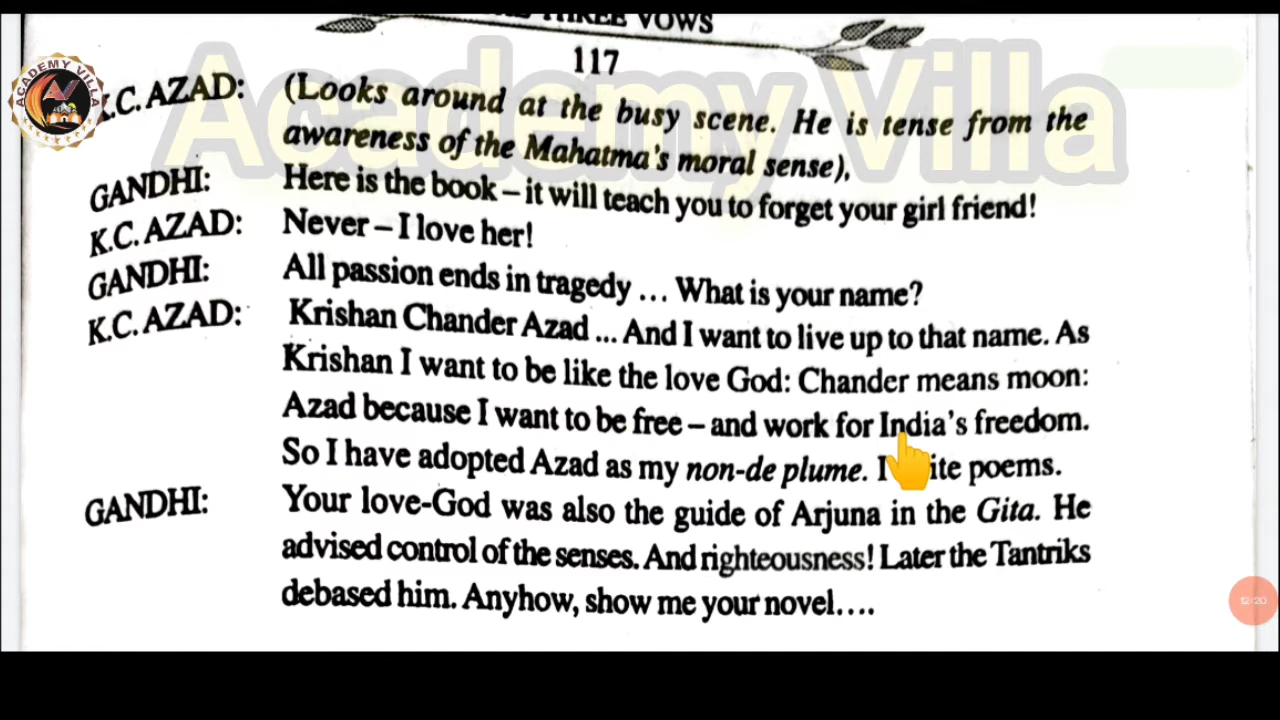 THREE VOWS
117
Academy Villa
ACADEMY VILLA
K.C. AZAD: (Looks around at the busy scene. He is tense from the
awareness of the Mahatma's moral sense),
GANDHI: Here is the book – it will teach you to forget your girl friend!
K.C. AZAD: Never – I love her!
GANDHI: All passion ends in tragedy ... What is your name?
K.C. AZAD: Krishan Chander Azad ... And I want to live up to that name. As
Krishan I want to be like the love God: Chander means moon:
Azad because I want to be free – and work for India's freedom.
So I have adopted Azad as my non-de plume. I poems.
GANDHI: Your love-God was also the guide of Arjuna in the Gita. He
advised control of the senses. And righteousness! Later the Tantriks
debased him. Anyhow, show me your novel....
12/20